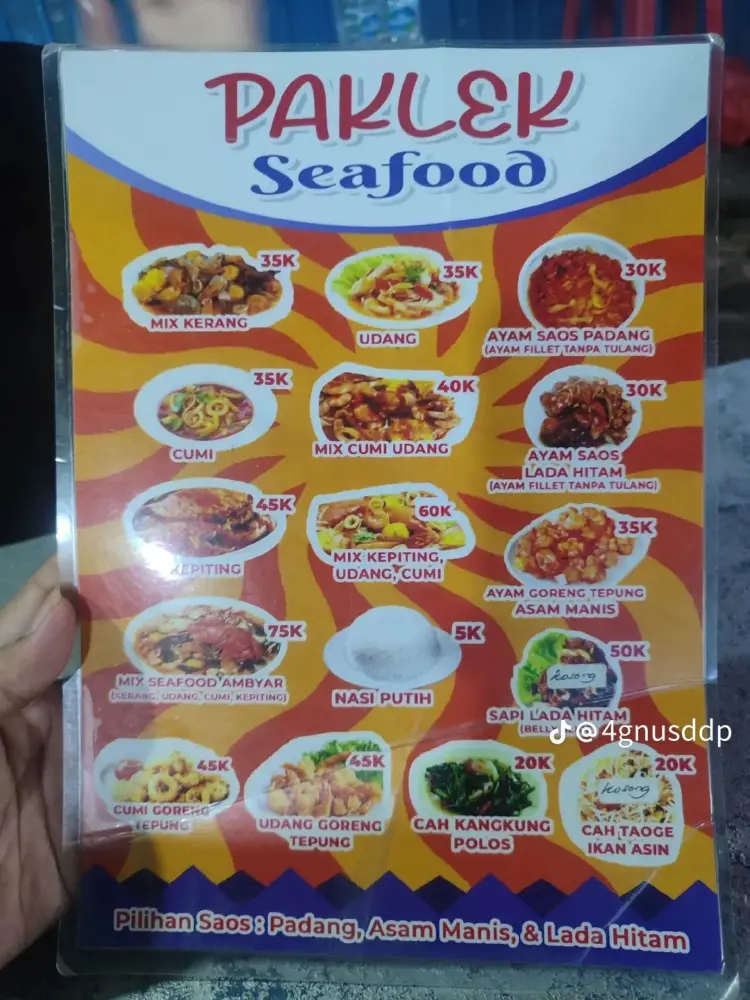 PAKLEK
Seafood
35K
MIX KERANG
35K
UDANG
30K
AYAM SAOS PADANG
(AYAM FILLET TANPA TULANG)
35K
CUMI
40K
MIX CUMI UDANG
30K
AYAM SAOS
LADA HITAM
(AYAM FILLET TANPA TULANG)
45K
KEPITING
60K
MIX KEPITING,
UDANG, CUMI
35K
AYAM GORENG TEPUNG
ASAM MANIS
75K
MIX SEAFOOD AMBYAR
(KERANG, UDANG, CUMI, KEPITING)
5K
NASI PUTIH
50K
kosong
SAPI LADA HITAM
(BELLY
@4gnusddp
45K
CUMI GORENG
TEPUNG
45K
UDANG GORENG
TEPUNG
20K
CAH KANGKUNG
POLOS
20K
kosong
CAH TAOGE
IKAN ASIN
Pilihan Saos : Padang, Asam Manis, & Lada Hitam